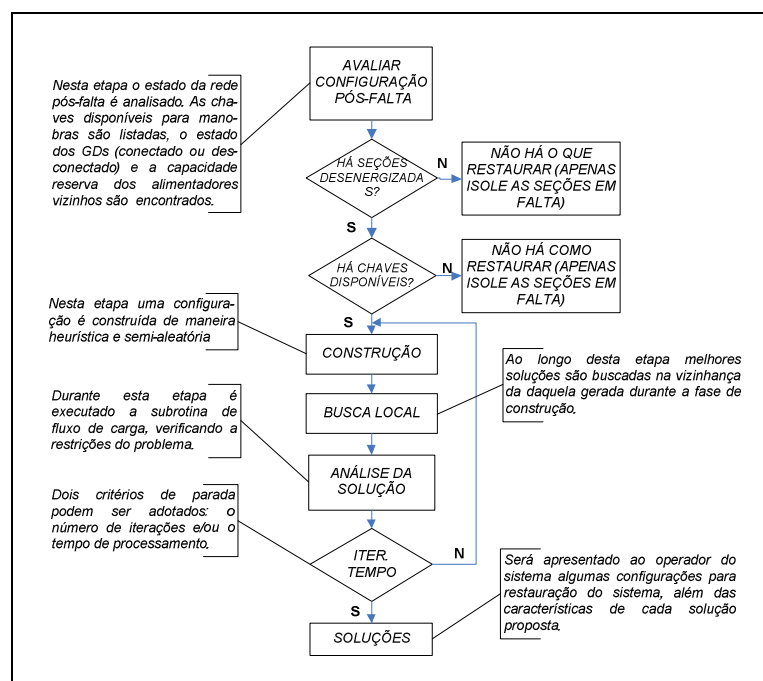 AVALIAR
CONFIGURAÇÃO
PÓS-FALTA
Nesta etapa o estado da rede
pós-falta é analisado. As cha-
ves disponíveis para mano-
bras são listadas, o estado
dos GDs (conectado ou des-
conectado) e a capacidade
reserva dos alimentadores
vizinhos são encontrados.
HÁ SEÇÕES
DESENERGIZADA
S?
N
NÃO HÁ O QUE
RESTAURAR (APENAS
ISOLE AS SEÇÕES EM
FALTA)
S
HÁ CHAVES
DISPONÍVEIS?
N
NÃO HÁ COMO
RESTAURAR (APENAS
ISOLE AS SEÇÕES EM
FALTA)
S
Nesta etapa uma configura-
ção é construída de maneira
heurística e semi-aleatória
CONSTRUÇÃO
Ao longo desta etapa melhores
soluções são buscadas na vizinhança
da daquela gerada durante a fase de
construção.
BUSCA LOCAL
Durante esta etapa é
executado a subrotina de
fluxo de carga, verificando a
restrições do problema.
ANÁLISE DA
SOLUÇÃO
Dois critérios de parada
podem ser adotados: o
número de iterações e/ou o
tempo de processamento.
ITER.
TEMPO
N
S
Será apresentado ao operador do
sistema algumas configurações para
restauração do sistema, além das
características de cada solução
proposta.
SOLUÇÕES